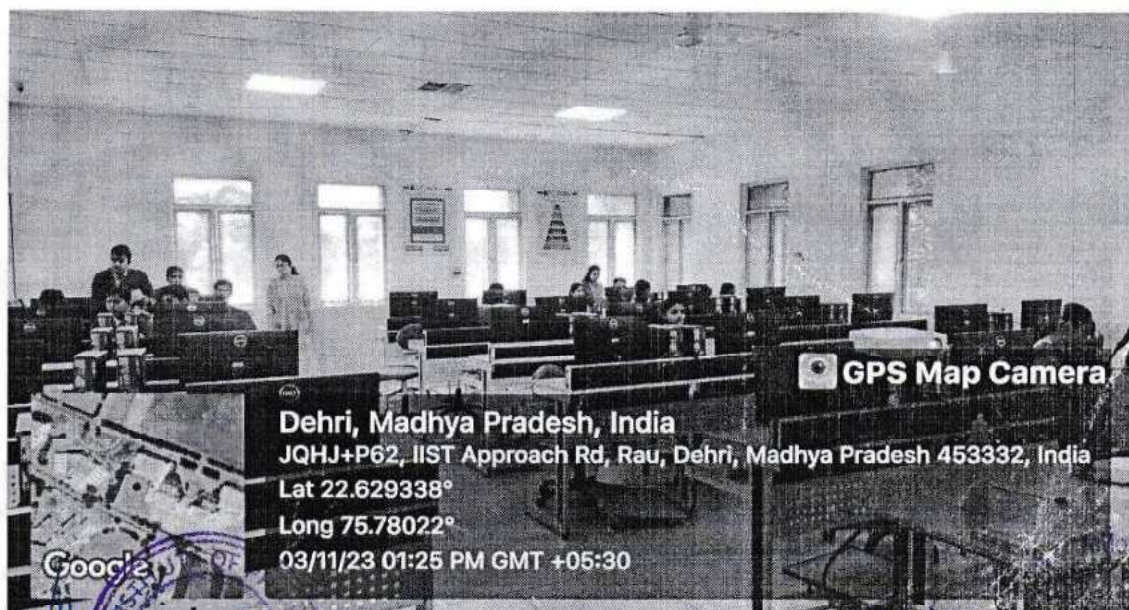 GPS Map Camera
Dehri, Madhya Pradesh, India
JQHJ+P62, IIST Approach Rd, Rau, Dehri, Madhya Pradesh 453332, India
Lat 22.629338°
Long 75.78022°
03/11/23 01:25 PM GMT +05:30
Google
OF